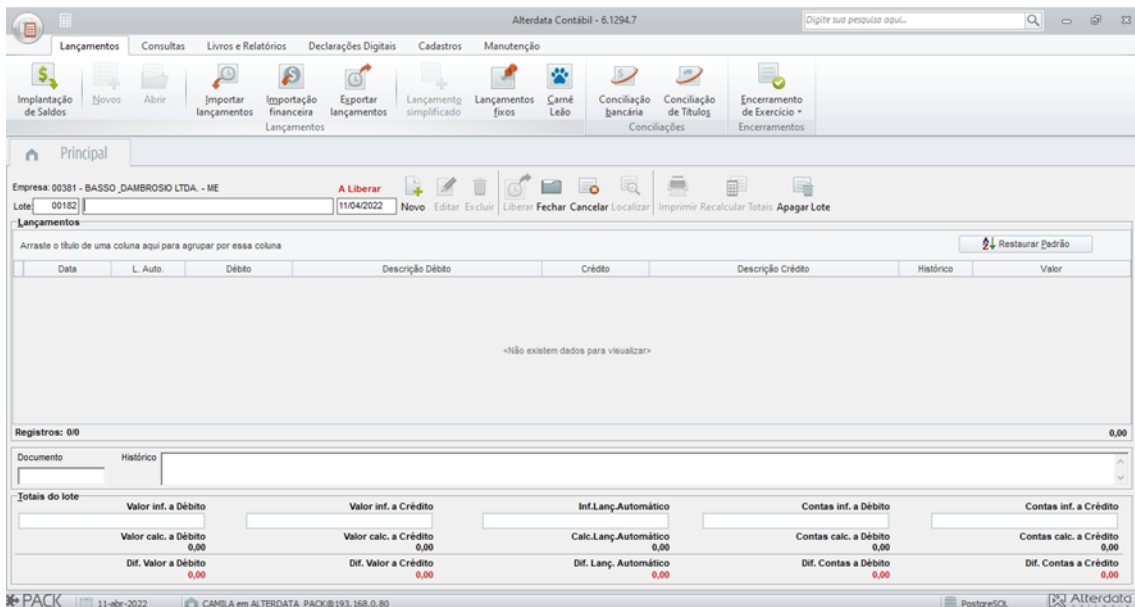 Alterdata Contábil - 6.1294.7
Digite sua pesquisa aqui...
Lançamentos Consultas Livros e Relatórios Declarações Digitais Cadastros Manutenção
Implantação de Saldos Novos Abrir Importar lançamentos Importação financeira Exportar lançamentos Lançamento simplificado Lançamentos fixos Carnê Leão Conciliação bancária Conciliação de Títulos Encerramento de Exercício
Lançamentos Conciliações Encerramentos
Principal
Empresa: 00381 - BASSO ,DAMBROSIO LTDA. - ME A Liberar
Lote: 00182 11/04/2022 Novo Editar Excluir Liberar Fechar Cancelar Localizar Imprimir Recalcular Totais Apagar Lote
Lançamentos
Arraste o título de uma coluna aqui para agrupar por essa coluna Restaurar Padrão
Data L. Auto. Débito Descrição Débito Crédito Descrição Crédito Histórico Valor
<Não existem dados para visualizar>
Registros: 0/0 0,00
Documento Histórico
Totais do lote
Valor inf. a Débito Valor inf. a Crédito Inf.Lanç.Automático Contas inf. a Débito Contas inf. a Crédito
Valor calc. a Débito Valor calc. a Crédito Calc.Lanç.Automático Contas calc. a Débito Contas calc. a Crédito
0,00 0,00 0,00 0,00 0,00
Dif. Valor a Débito Dif. Valor a Crédito Dif. Lanç. Automático Dif. Contas a Débito Dif. Contas a Crédito
0,00 0,00 0,00 0,00 0,00
PACK 11-abr-2022 CAMILA em ALTERDATA_PACK@193.168.0.80 PostgreSQL Alterdata